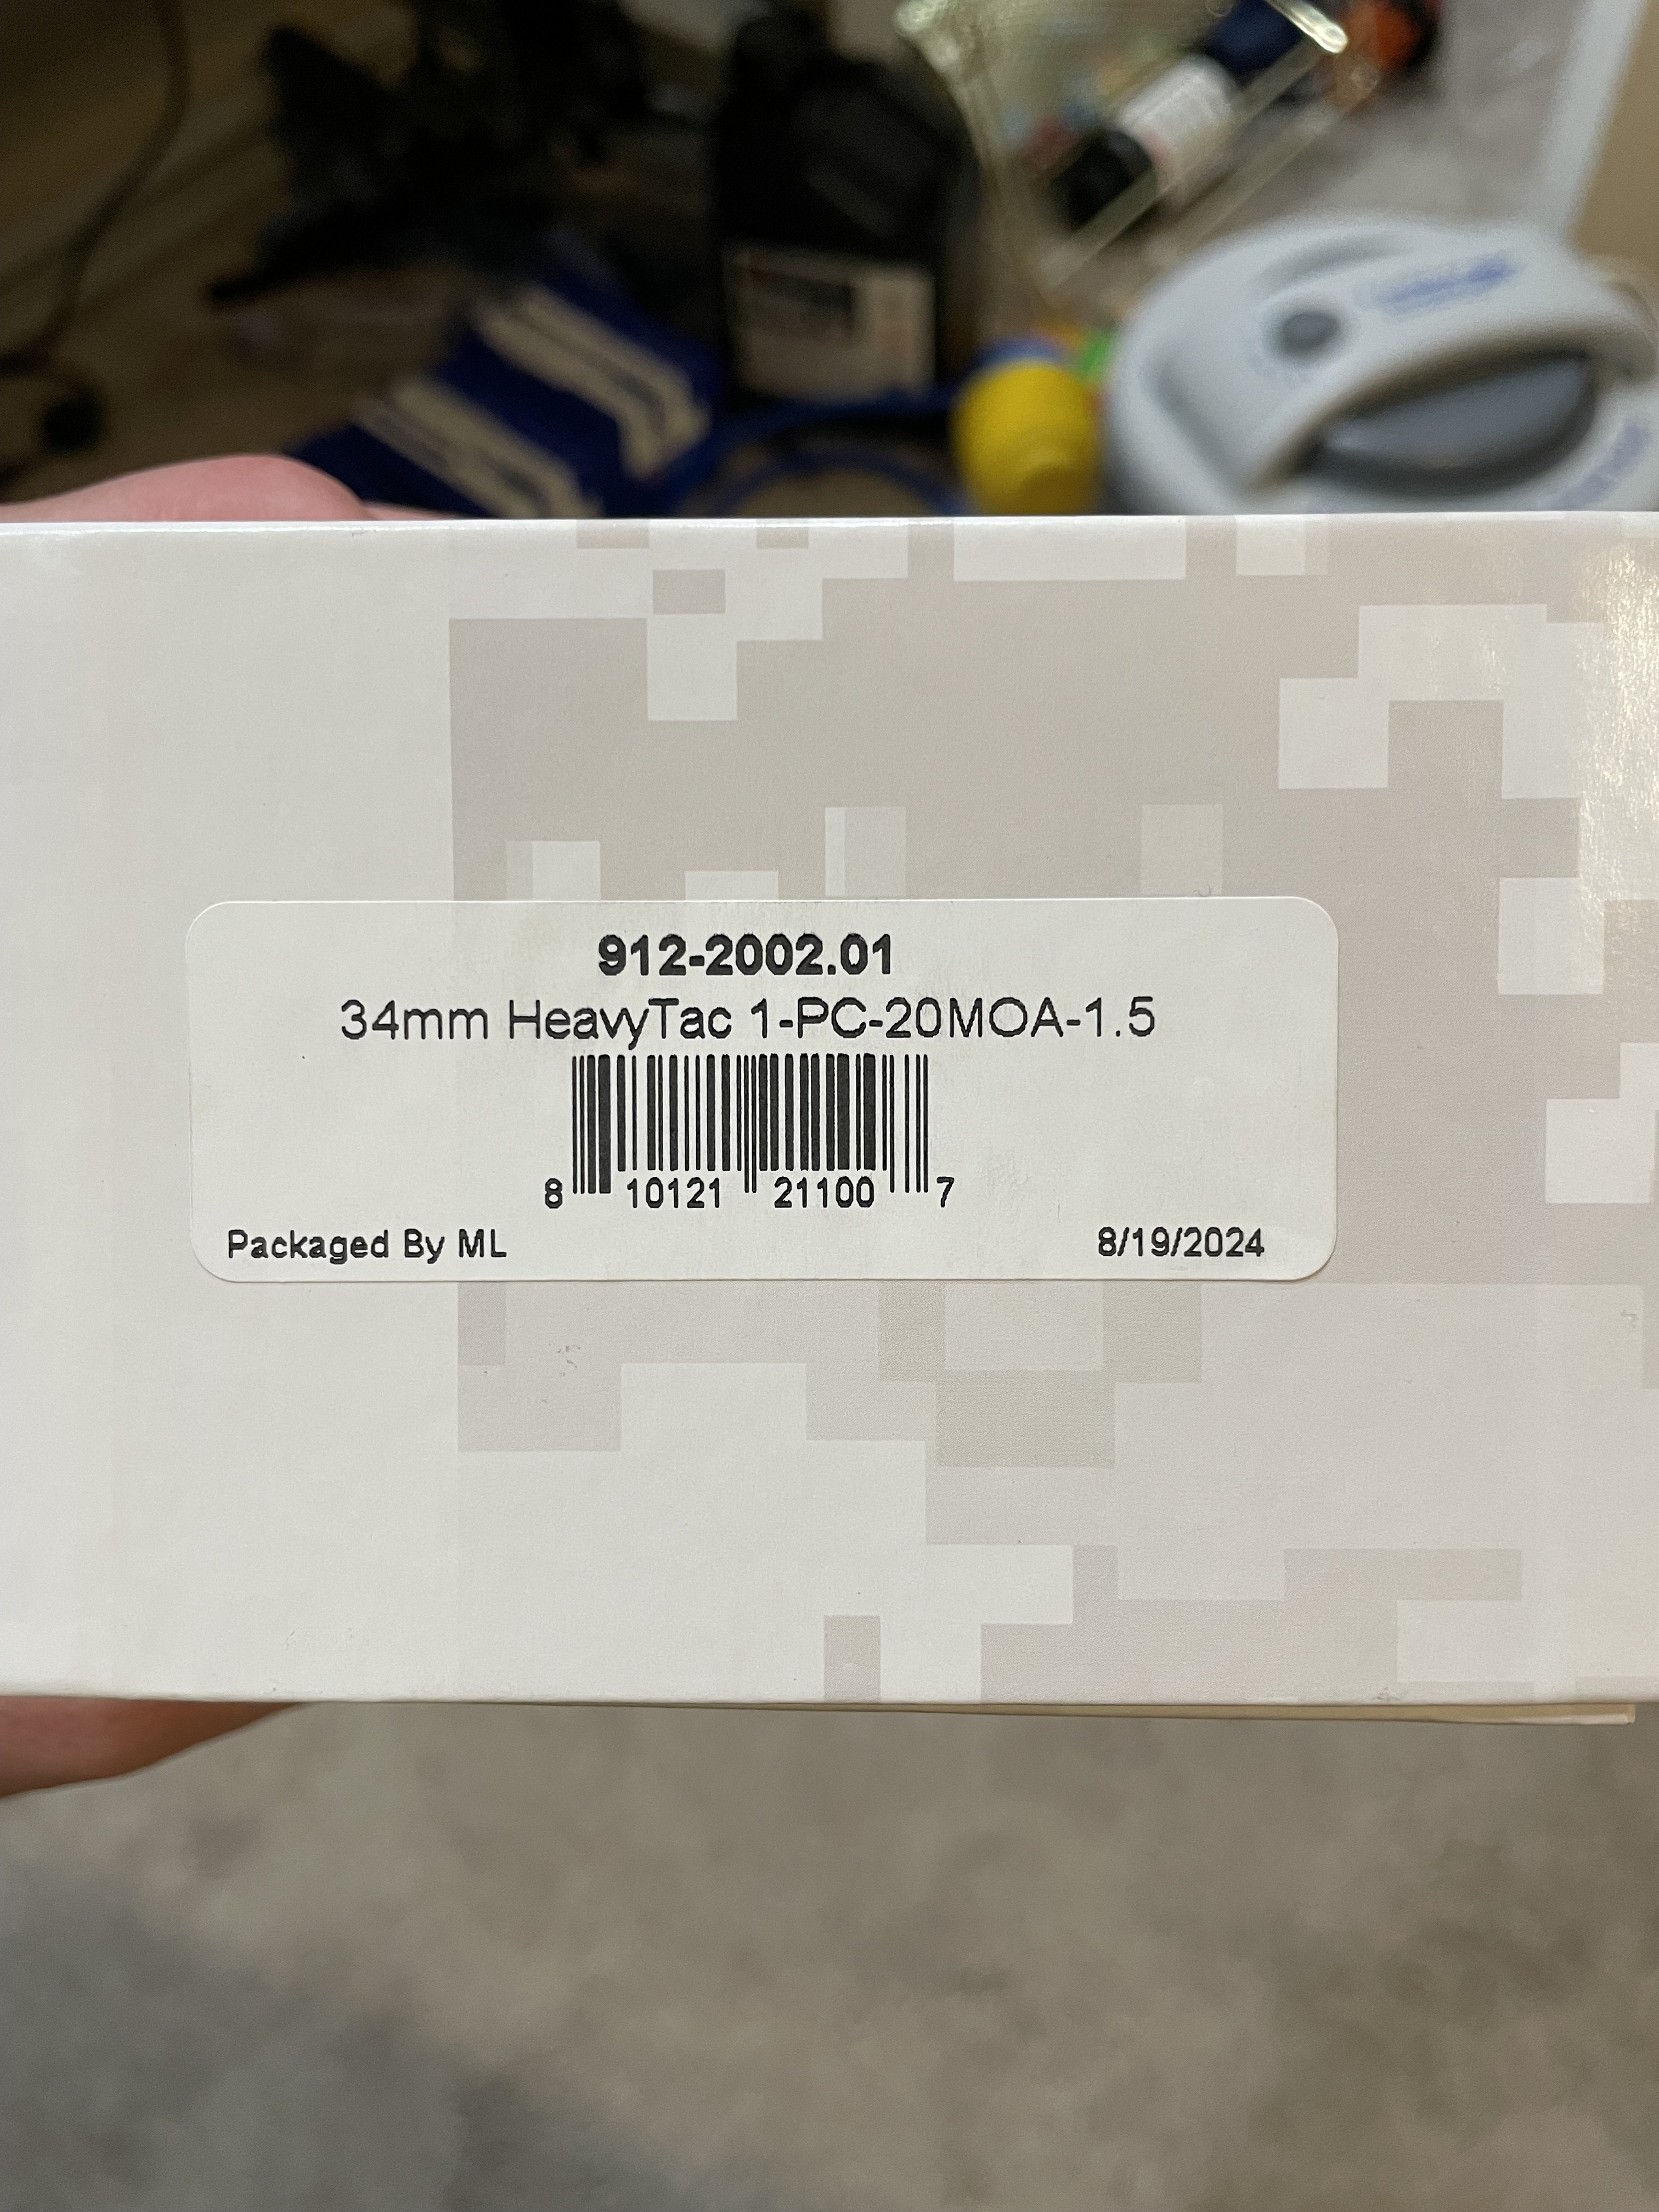 912-2002.01
34mm HeavyTac 1-PC-20MOA-1.5
8 10121 21100 7
Packaged By ML 8/19/2024